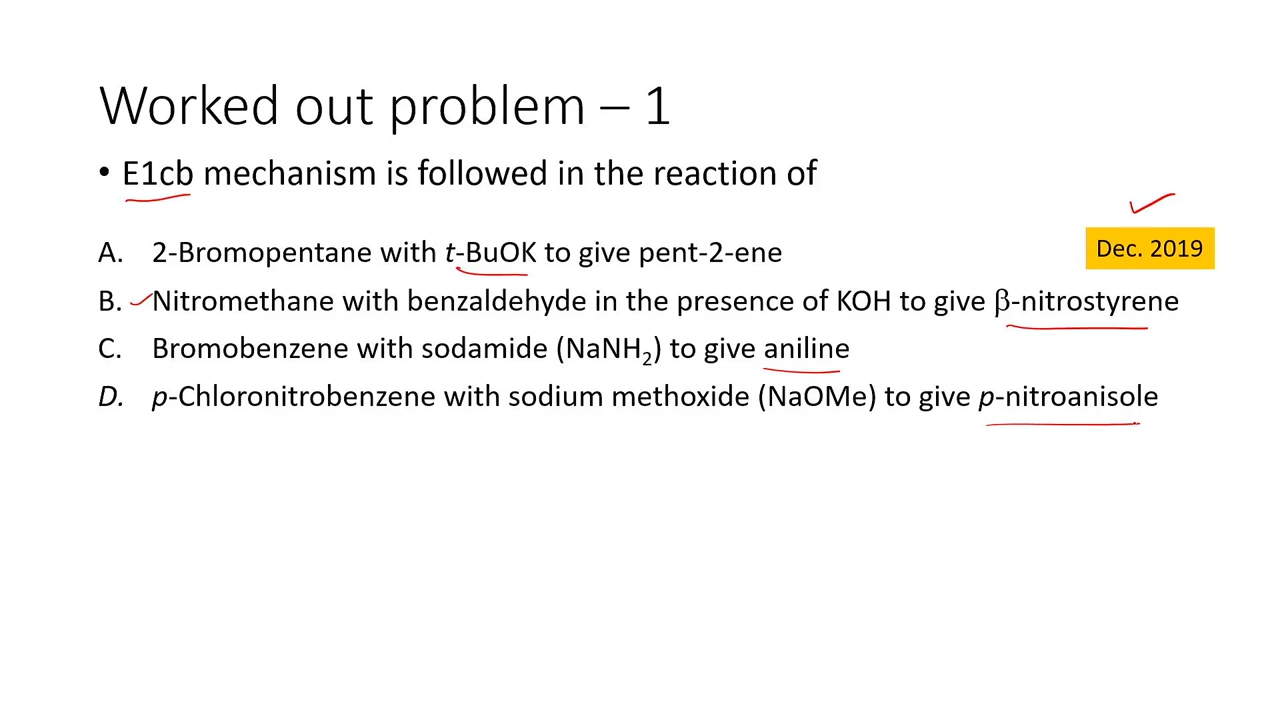 Worked out problem – 1
• E1cb mechanism is followed in the reaction of
A. 2-Bromopentane with t-BuOK to give pent-2-ene
Dec. 2019
B. Nitromethane with benzaldehyde in the presence of KOH to give β-nitrostyrene
C. Bromobenzene with sodamide (NaNH₂) to give aniline
D. p-Chloronitrobenzene with sodium methoxide (NaOMe) to give p-nitroanisole